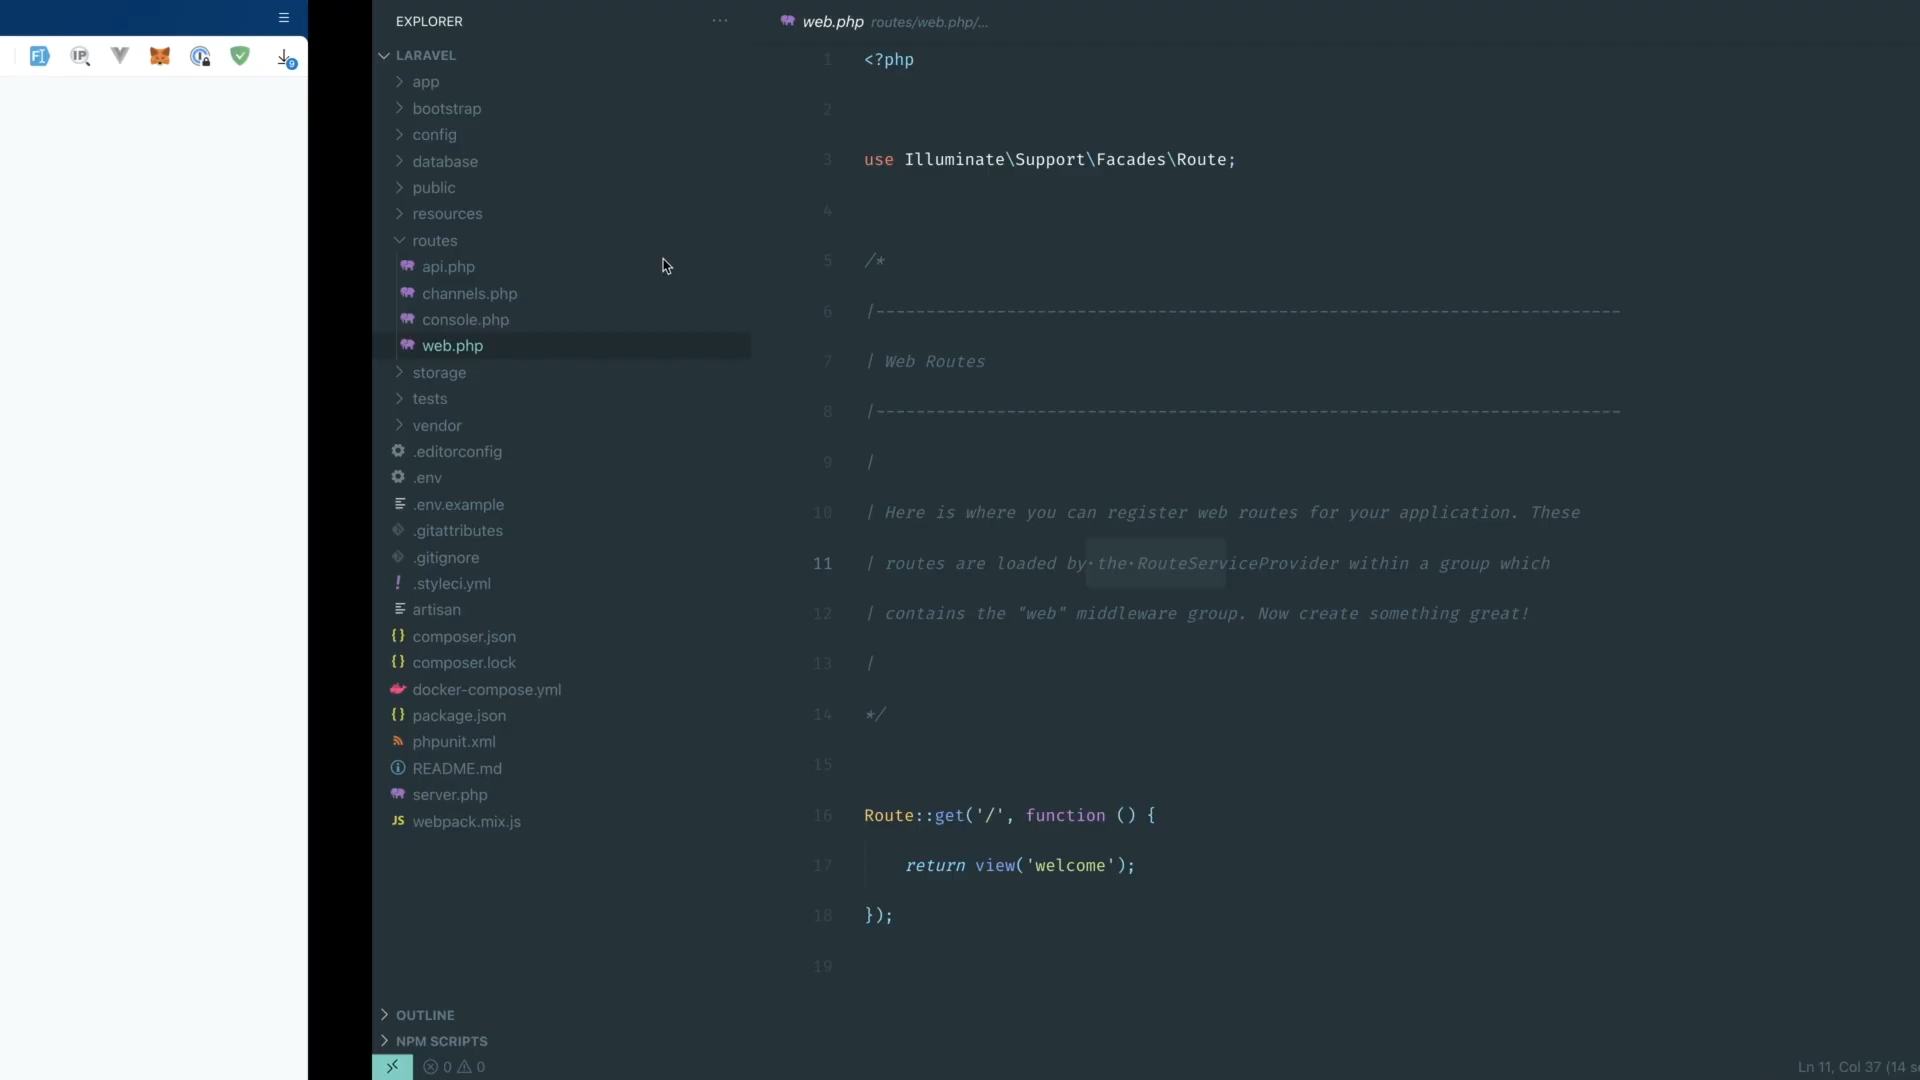 FI
IP
9
EXPLORER
...
LARAVEL
app
bootstrap
config
database
public
resources
routes
api.php
channels.php
console.php
web.php
storage
tests
vendor
.editorconfig
.env
.env.example
.gitattributes
.gitignore
! .styleci.yml
artisan
{} composer.json
{} composer.lock
docker-compose.yml
{} package.json
phpunit.xml
README.md
server.php
JS webpack.mix.js
OUTLINE
NPM SCRIPTS
0 0
web.php routes/web.php/...
1 <?php
2
3 use Illuminate\Support\Facades\Route;
4
5 /*
6 |--------------------------------------------------------------------------
7 | Web Routes
8 |--------------------------------------------------------------------------
9 |
10 | Here is where you can register web routes for your application. These
11 | routes are loaded by·the·RouteServiceProvider within a group which
12 | contains the "web" middleware group. Now create something great!
13 |
14 */
15
16 Route::get('/', function () {
17 return view('welcome');
18 });
19
Ln 11, Col 37 (14